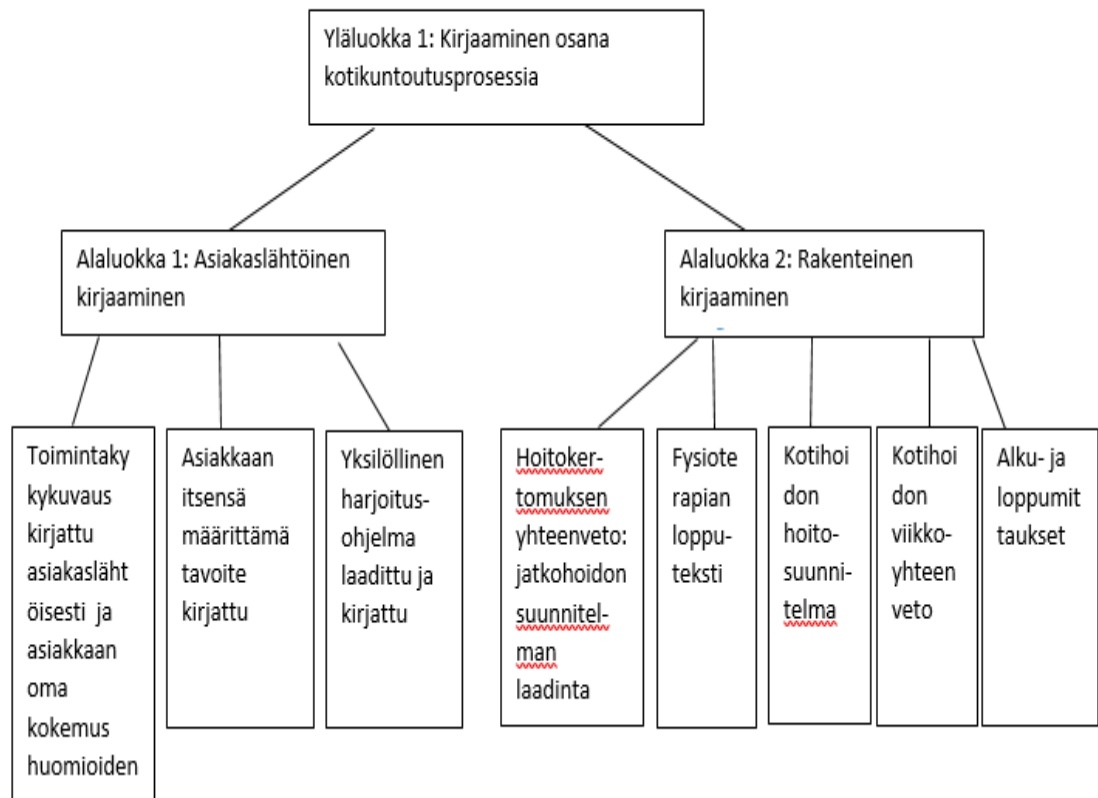 Yläluokka 1: Kirjaaminen osana
kotikuntoutusprosessia
Alaluokka 1: Asiakaslähtöinen
kirjaaminen
Alaluokka 2: Rakenteinen
kirjaaminen
Toimintaky
kykuvaus
kirjattu
asiakasläht
öisesti ja
asiakkaan
oma
kokemus
huomioiden
Asiakkaan
itsensä
määrittämä
tavoite
kirjattu
Yksilöllinen
harjoitus-
ohjelma
laadittu ja
kirjattu
Hoitoker-
tomuksen
yhteenveto:
jatkohoidon
suunnitel-
man
laadinta
Fysiote
rapian
loppu-
teksti
Kotihoi
don
hoito-
suunni-
telma
Kotihoi
don
viikko-
yhteen
veto
Alku- ja
loppumit
taukset